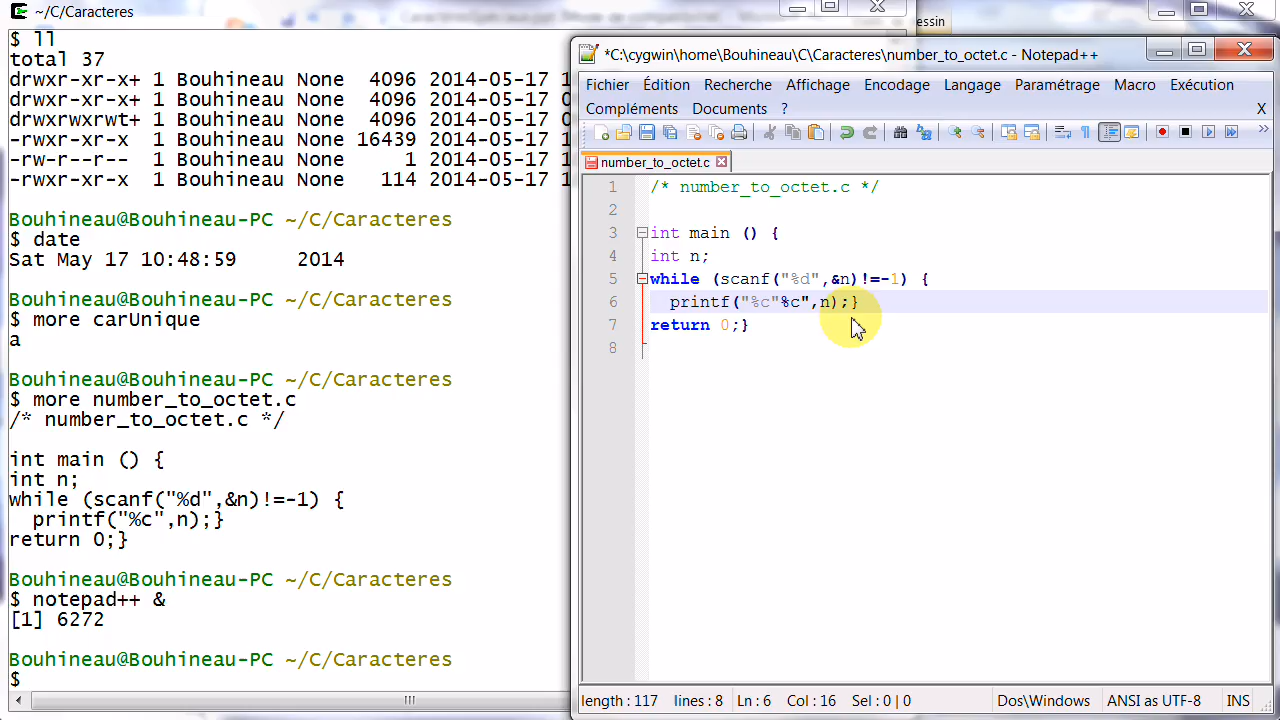 ~/C/Caracteres
$ ll
total 37
drwxr-xr-x+ 1 Bouhineau None 4096 2014-05-17 1
drwxr-xr-x+ 1 Bouhineau None 4096 2014-05-17 0
drwxrwxrwt+ 1 Bouhineau None 4096 2014-05-17 0
-rwxr-xr-x 1 Bouhineau None 16439 2014-05-17 1
-rw-r--r-- 1 Bouhineau None 1 2014-05-17 1
-rwxr-xr-x 1 Bouhineau None 114 2014-05-17 1
Bouhineau@Bouhineau-PC ~/C/Caracteres
$ date
Sat May 17 10:48:59 2014
Bouhineau@Bouhineau-PC ~/C/Caracteres
$ more carUnique
a
Bouhineau@Bouhineau-PC ~/C/Caracteres
$ more number_to_octet.c
/* number_to_octet.c */
int main () {
int n;
while (scanf("%d",&n)!=-1) {
printf("%c",n);}
return 0;}
Bouhineau@Bouhineau-PC ~/C/Caracteres
$ notepad++ &
[1] 6272
Bouhineau@Bouhineau-PC ~/C/Caracteres
$
dessin
*C:\cygwin\home\Bouhineau\C\Caracteres\number_to_octet.c - Notepad++
Fichier Édition Recherche Affichage Encodage Langage Paramétrage Macro Exécution
Compléments Documents ? X
number_to_octet.c
1 /* number_to_octet.c */
2
3 int main () {
4 int n;
5 while (scanf("%d",&n)!=-1) {
6 printf("%c"%c",n);}
7 return 0;}
8
length : 117 lines : 8 Ln : 6 Col : 16 Sel : 0 | 0 Dos\Windows ANSI as UTF-8 INS